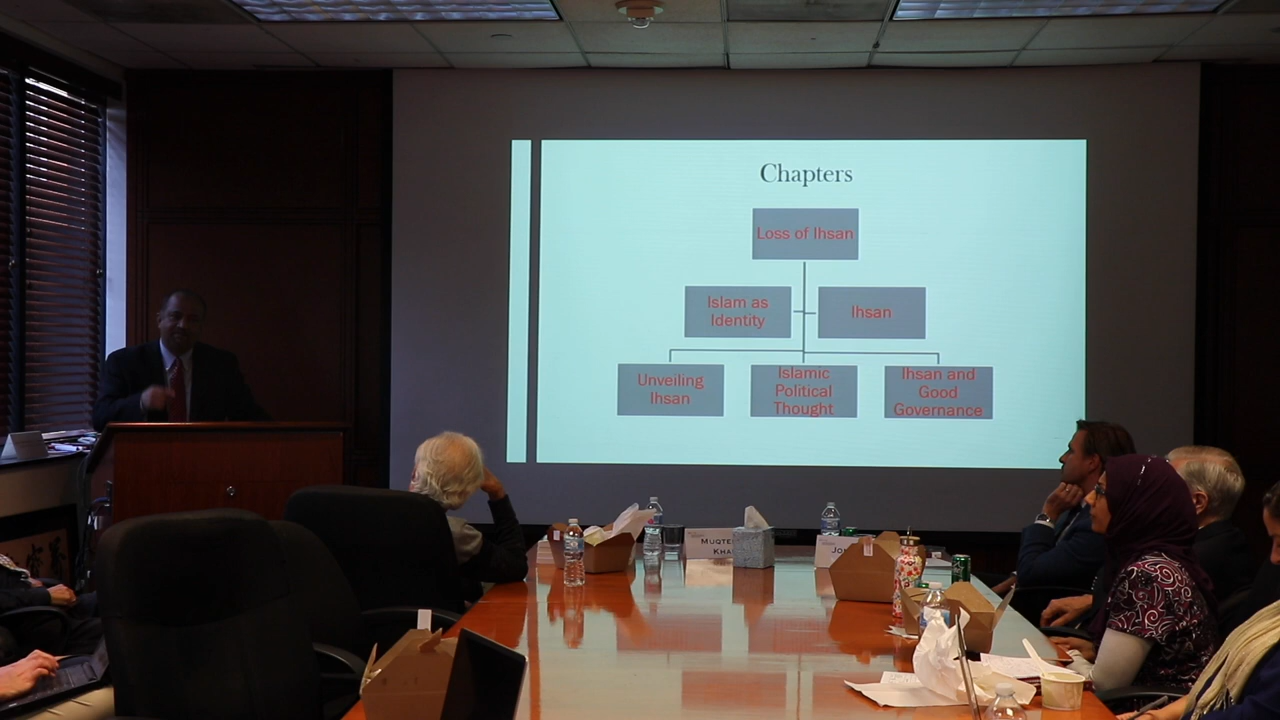 Chapters
Loss of Ihsan
Islam as
Identity
Ihsan
Unveiling
Ihsan
Islamic
Political
Thought
Ihsan and
Good
Governance